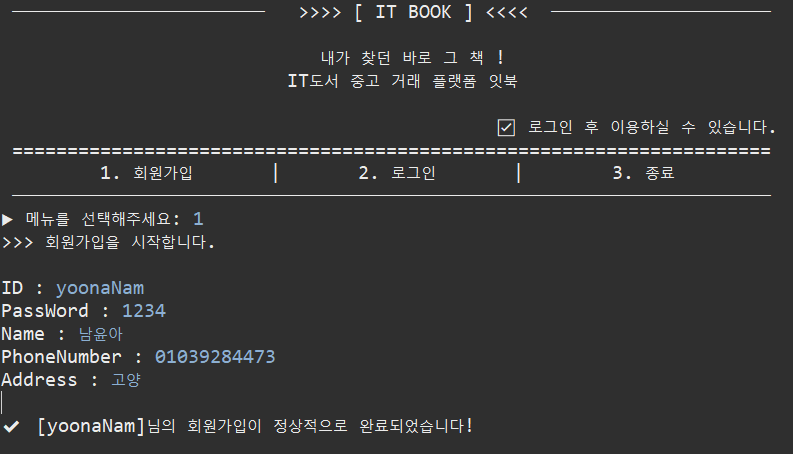 >>>> [ IT BOOK ] <<<<
내가 찾던 바로 그 책 !
IT도서 중고 거래 플랫폼 잇북
☑ 로그인 후 이용하실 수 있습니다.
=====================================================================
1. 회원가입 | 2. 로그인 | 3. 종료
▶ 메뉴를 선택해주세요: 1
>>> 회원가입을 시작합니다.
ID : yoonaNam
PassWord : 1234
Name : 남윤아
PhoneNumber : 01039284473
Address : 고양
✔ [yoonaNam]님의 회원가입이 정상적으로 완료되었습니다!